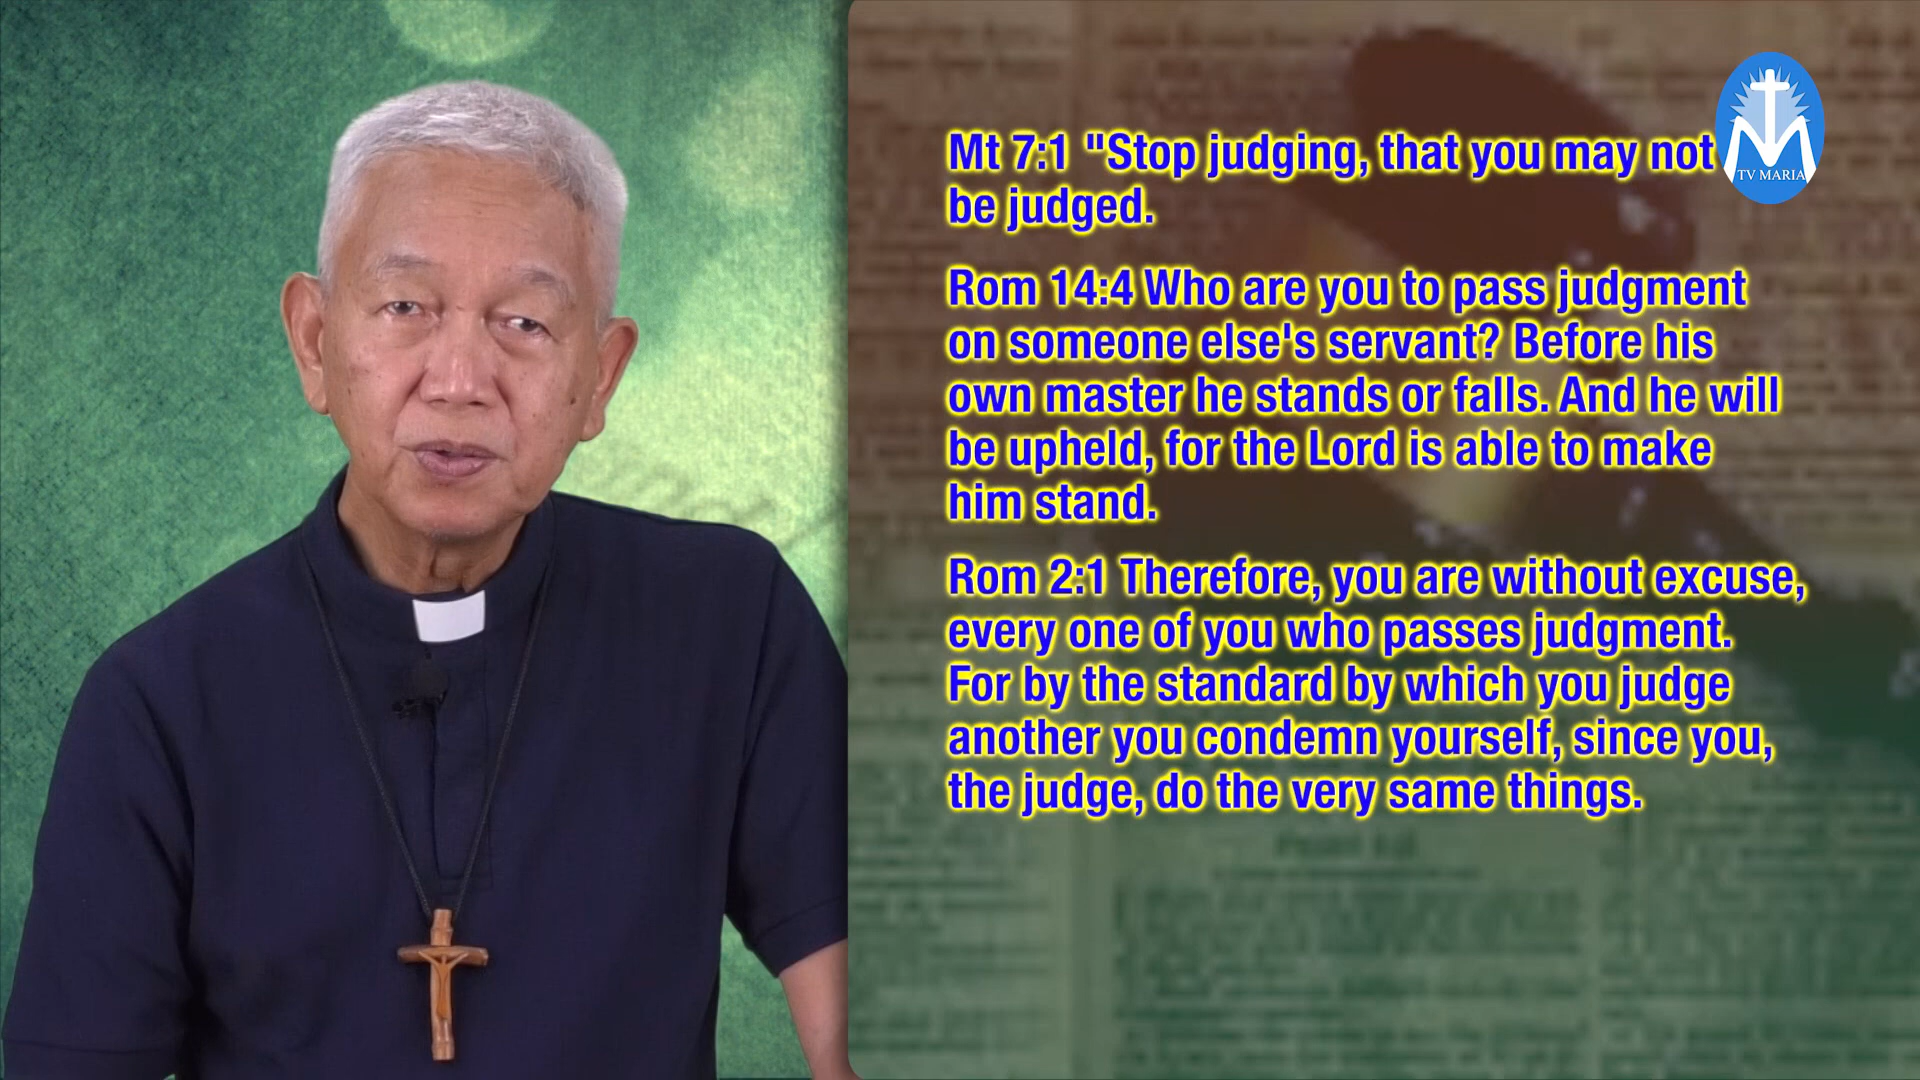 Mt 7:1 "Stop judging, that you may not
be judged.
Rom 14:4 Who are you to pass judgment
on someone else's servant? Before his
own master he stands or falls. And he will
be upheld, for the Lord is able to make
him stand.
Rom 2:1 Therefore, you are without excuse,
every one of you who passes judgment.
For by the standard by which you judge
another you condemn yourself, since you,
the judge, do the very same things.
TV MARIA